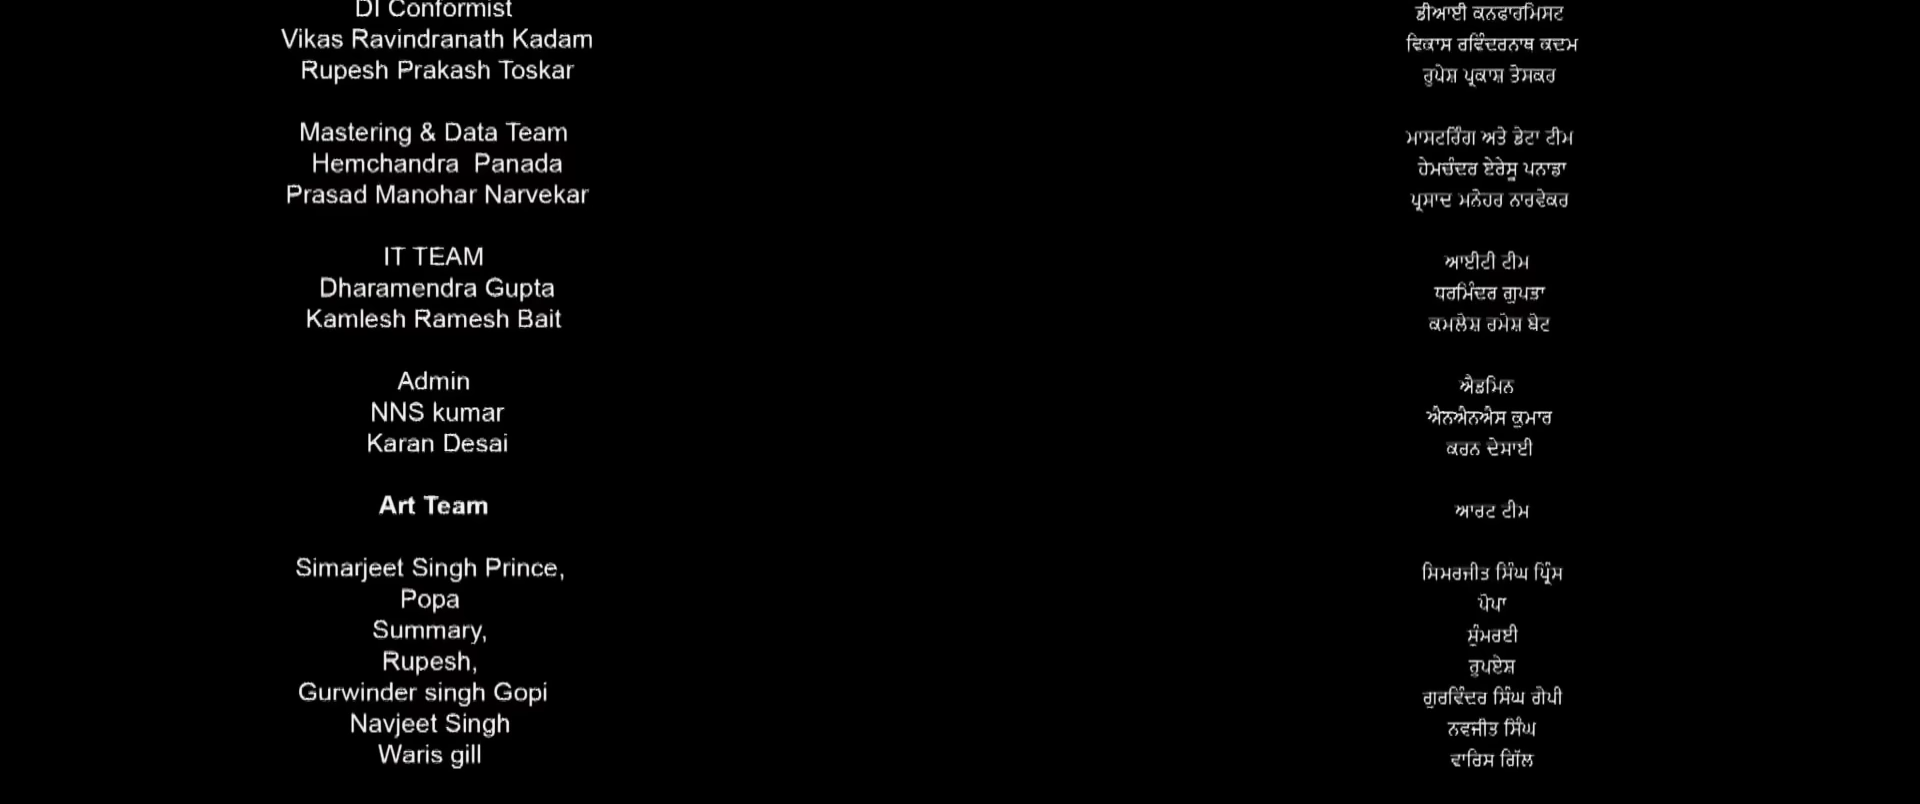 DI Conformist
Vikas Ravindranath Kadam
Rupesh Prakash Toskar
Mastering & Data Team
Hemchandra  Panada
Prasad Manohar Narvekar
IT TEAM
Dharamendra Gupta
Kamlesh Ramesh Bait
Admin
NNS kumar
Karan Desai
Art Team
Simarjeet Singh Prince,
Popa
Summary,
Rupesh,
Gurwinder singh Gopi
Navjeet Singh
Waris gill
ਡੀਆਈ ਕਨਫਾਰਮਿਸਟ
ਵਿਕਾਸ ਰਵਿੰਦਰਨਾਥ ਕਦਮ
ਰੁਪੇਸ਼ ਪ੍ਰਕਾਸ਼ ਤੋਸਕਰ
ਮਾਸਟਰਿੰਗ ਅਤੇ ਡੇਟਾ ਟੀਮ
ਹੇਮਚੰਦਰ ਏਰੇਸੂ ਪਨਾਡਾ
ਪ੍ਰਸਾਦ ਮਨੋਹਰ ਨਾਰਵੇਕਰ
ਆਈਟੀ ਟੀਮ
ਧਰਮਿੰਦਰ ਗੁਪਤਾ
ਕਮਲੇਸ਼ ਰਮੇਸ਼ ਬੇਟ
ਐਡਮਿਨ
ਐਨਐਨਐਸ ਕੁਮਾਰ
ਕਰਨ ਦੇਸਾਈ
ਆਰਟ ਟੀਮ
ਸਿਮਰਜੀਤ ਸਿੰਘ ਪ੍ਰਿੰਸ
ਪੋਪਾ
ਸੁੰਮਰਈ
ਰੁਪਏਸ਼
ਗੁਰਵਿੰਦਰ ਸਿੰਘ ਗੋਪੀ
ਨਵਜੀਤ ਸਿੰਘ
ਵਾਰਿਸ ਗਿੱਲ